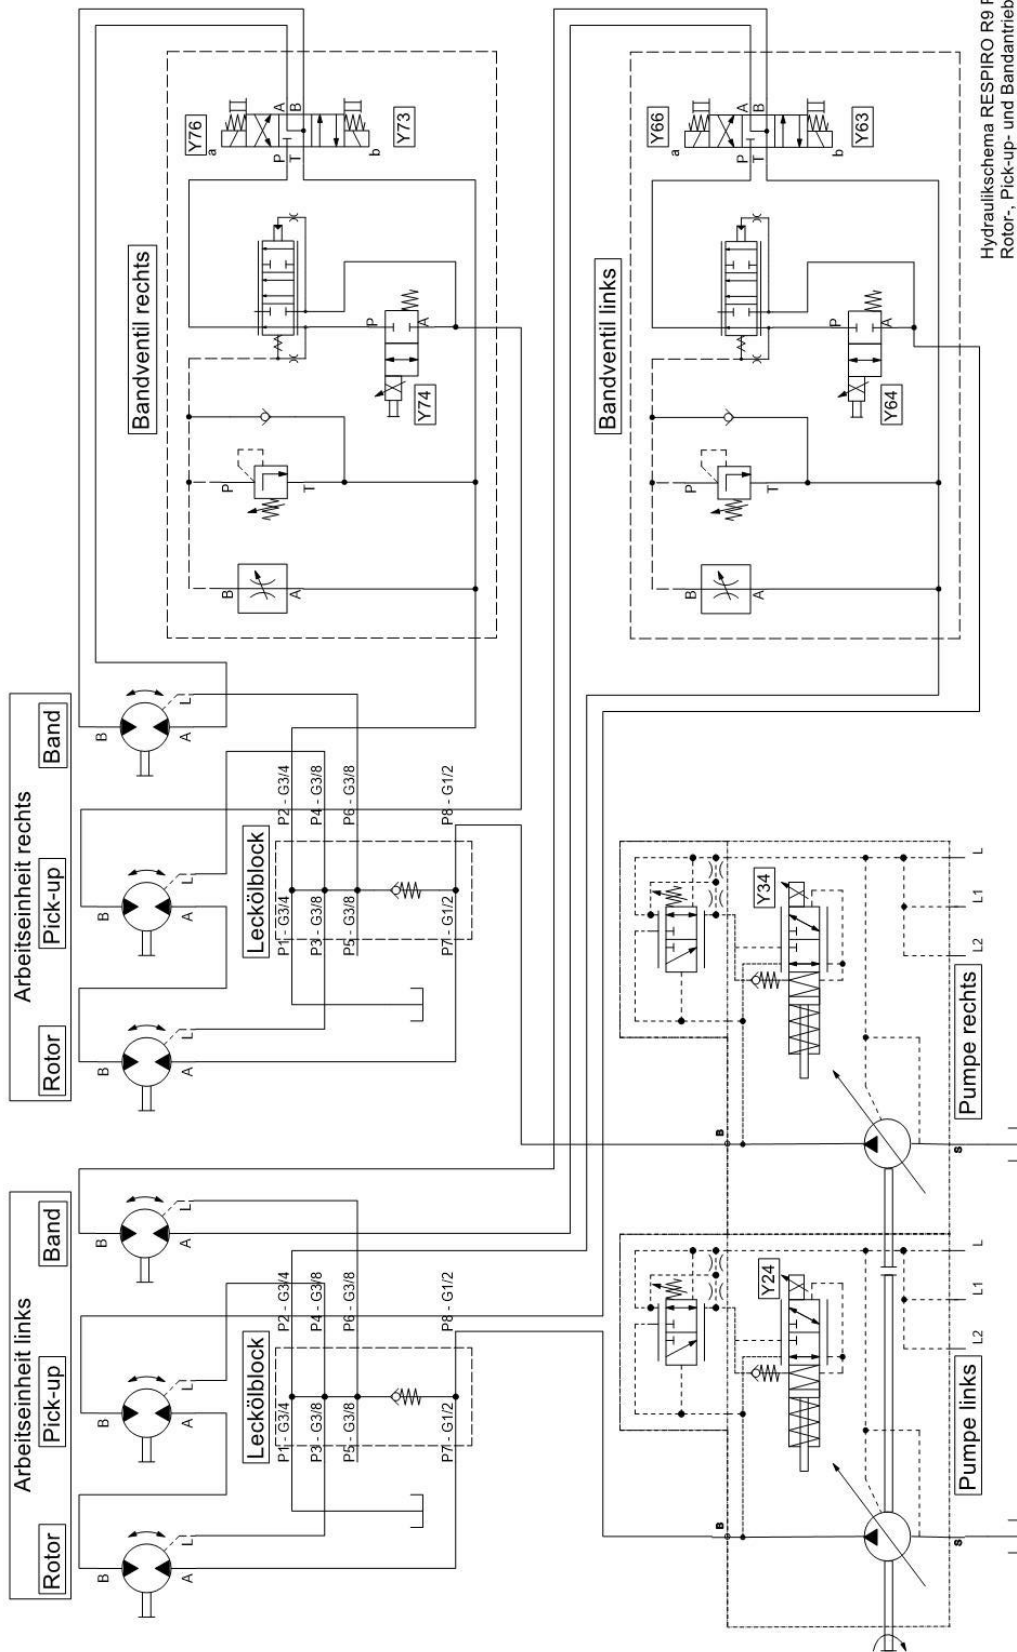 Arbeitseinheit links
Rotor
Pick-up
Band
B
A
L
B
A
L
B
A
L
Leckölblock
P1 - G3/4
P2 - G3/4
P3 - G3/8
P4 - G3/8
P5 - G3/8
P6 - G3/8
P7 - G1/2
P8 - G1/2
Arbeitseinheit rechts
Rotor
Pick-up
Band
B
A
L
B
A
L
B
A
L
Leckölblock
P1 - G3/4
P2 - G3/4
P3 - G3/8
P4 - G3/8
P5 - G3/8
P6 - G3/8
P7 - G1/2
P8 - G1/2
Bandventil rechts
B
A
P
T
Y74
P
A
Y76
a
P
T
A
B
b
Y73
Bandventil links
B
A
P
T
Y64
P
A
Y66
a
P
T
A
B
b
Y63
B
Y24
S
L2
L1
L
Pumpe links
B
Y34
S
L2
L1
L
Pumpe rechts
Hydraulikschema RESPIRO R9
Rotor-, Pick-up- und Bandantrieb